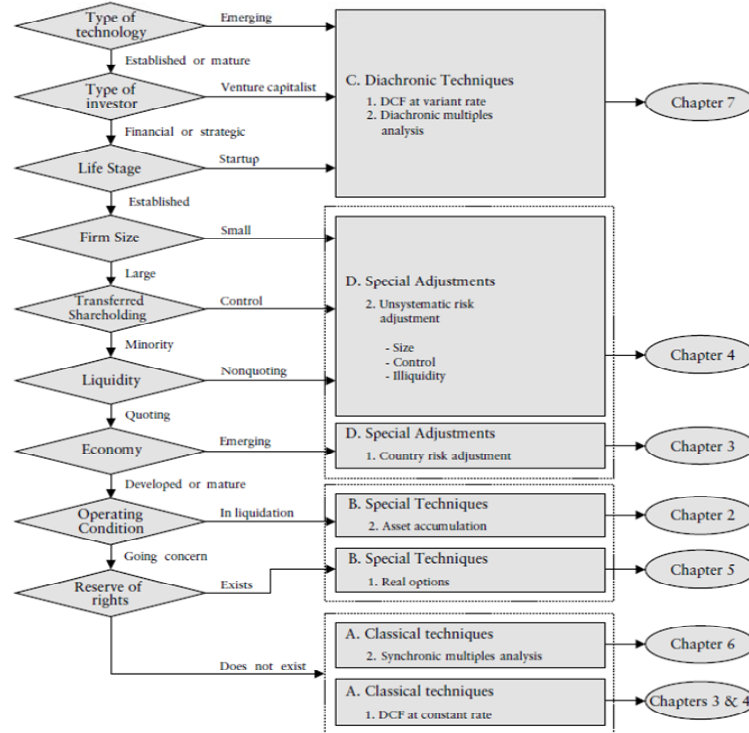 Type of
technology
Emerging
Established or mature
Type of
investor
Venture capitalist
Financial or strategic
Life Stage
Startup
Established
C. Diachronic Techniques
1. DCF at variant rate
2. Diachronic multiples
analysis
Chapter 7
Firm Size
Small
Large
Transferred
Shareholding
Control
Minority
Liquidity
Nonquoting
Quoting
D. Special Adjustments
2. Unsystematic risk
adjustment
- Size
- Control
- Illiquidity
Chapter 4
Economy
Emerging
Developed or mature
D. Special Adjustments
1. Country risk adjustment
Chapter 3
Operating
Condition
In liquidation
Going concern
B. Special Techniques
2. Asset accumulation
Chapter 2
Reserve of
rights
Exists
B. Special Techniques
1. Real options
Chapter 5
Does not exist
A. Classical techniques
2. Synchronic multiples analysis
Chapter 6
A. Classical techniques
1. DCF at constant rate
Chapters 3 & 4